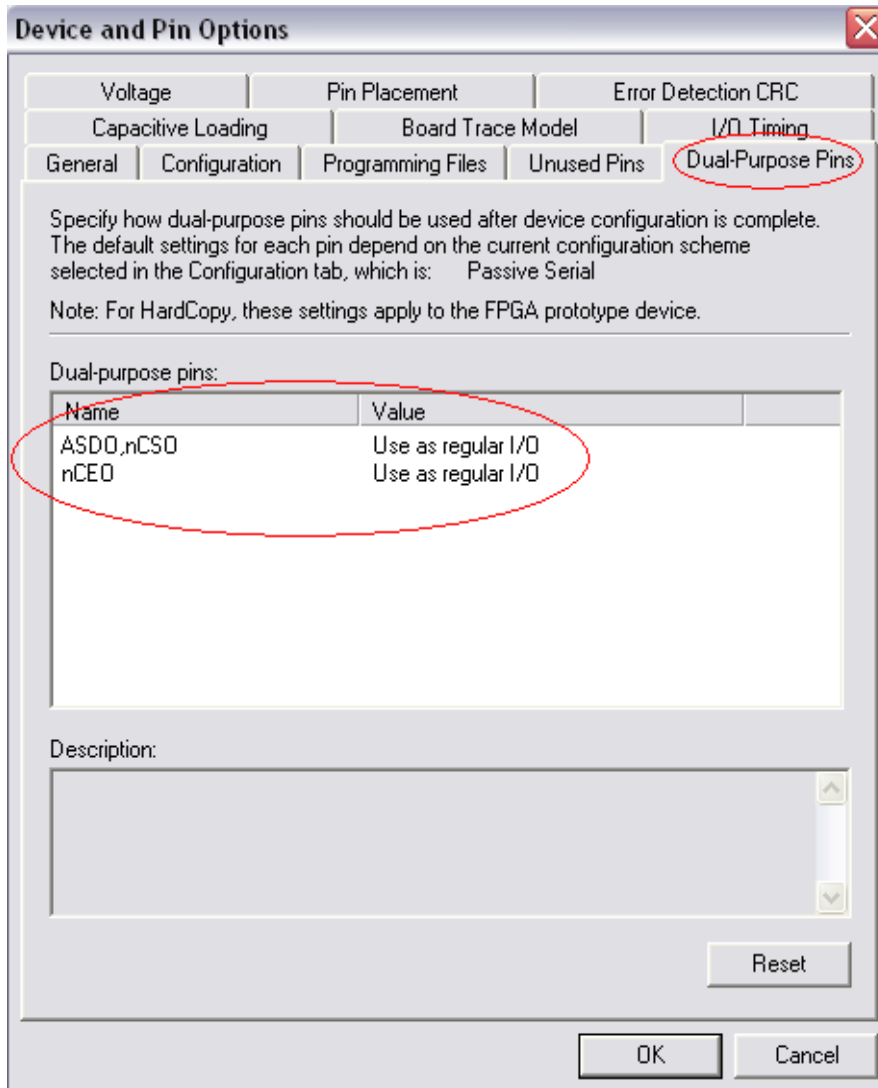 Device and Pin Options
Voltage Pin Placement Error Detection CRC
Capacitive Loading Board Trace Model I/O Timing
General Configuration Programming Files Unused Pins Dual-Purpose Pins
Specify how dual-purpose pins should be used after device configuration is complete.
The default settings for each pin depend on the current configuration scheme
selected in the Configuration tab, which is: Passive Serial
Note: For HardCopy, these settings apply to the FPGA prototype device.
Dual-purpose pins:
Name Value
ASDO,nCSO Use as regular I/O
nCEO Use as regular I/O
Description:
Reset
OK Cancel